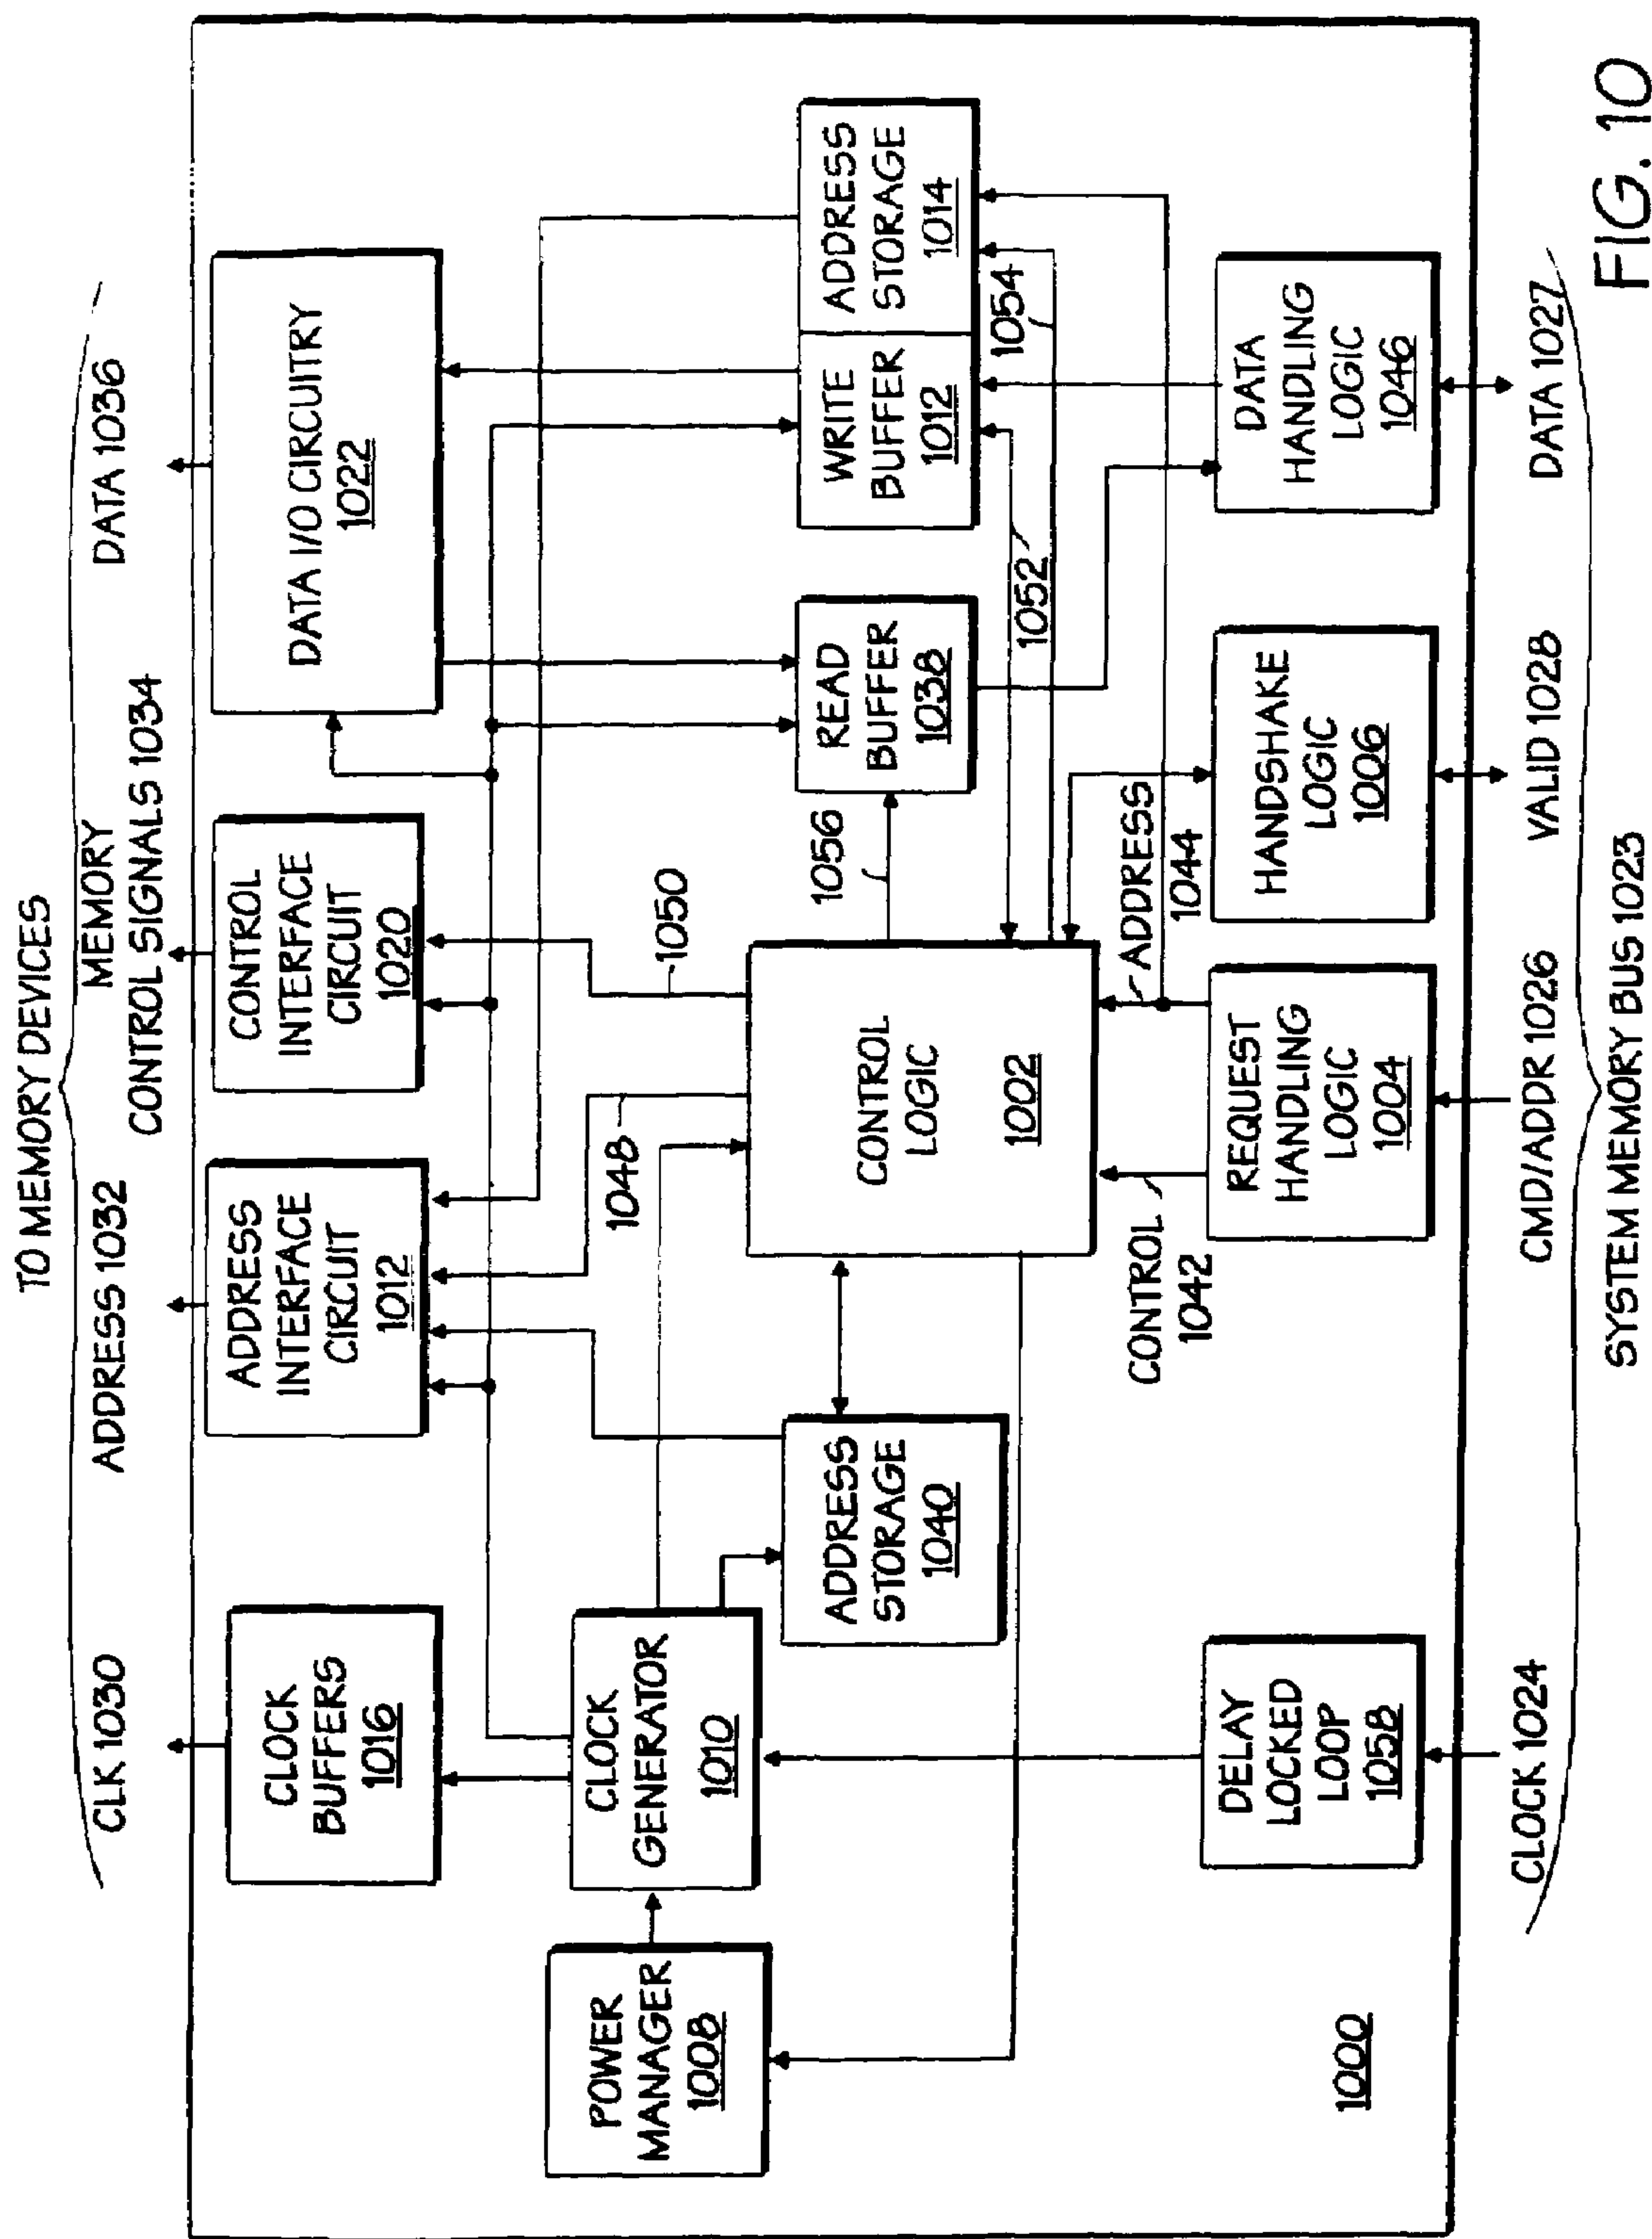 TO MEMORY DEVICES
CLK 1030
ADDRESS 1032
MEMORY
CONTROL SIGNALS 1034
DATA 1036
CLOCK
BUFFERS
1016
ADDRESS
INTERFACE
CIRCUIT
1012
CONTROL
INTERFACE
CIRCUIT
1020
DATA I/O CIRCUITRY
1022
POWER
MANAGER
1008
CLOCK
GENERATOR
1010
1048
1050
ADDRESS
STORAGE
1040
CONTROL
LOGIC
1002
1056
READ
BUFFER
1038
WRITE
BUFFER
1012
ADDRESS
STORAGE
1014
1052
1054
CONTROL
1042
ADDRESS
1044
DELAY
LOCKED
LOOP
1058
REQUEST
HANDLING
LOGIC
1004
HANDSHAKE
LOGIC
1006
DATA
HANDLING
LOGIC
1046
1000
CLOCK 1024
CMD/ADDR 1026
VALID 1028
DATA 1027
SYSTEM MEMORY BUS 1023
FIG. 10